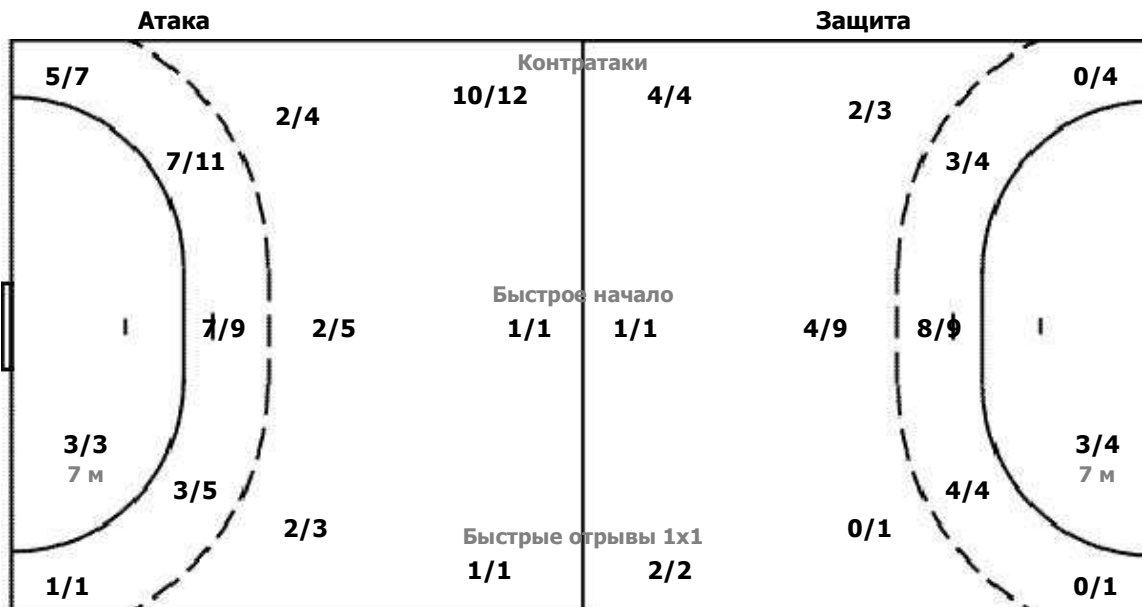 Атака Защита
Контратаки
5/7 0/4
10/12 4/4
2/4 2/3
7/11 3/4
Быстрое начало
7/9 2/5 1/1 1/1 4/9 8/9
3/3 3/4
7 м 7 м
3/5 4/4
2/3 Быстрые отрывы 1x1 0/1
1/1 2/2
1/1 0/1